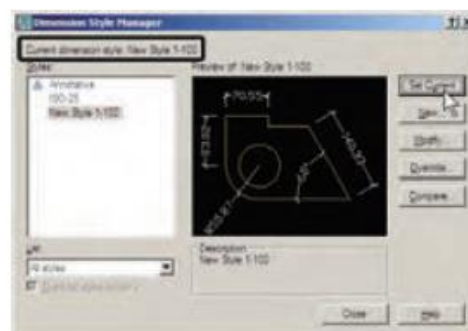 Dimension Style Manager
Current dimension style: New Style 1-100
Styles:
Annotative
ISO-25
New Style 1-100
Preview of: New Style 1-100
Set Current
New...
Modify...
Override...
Compare...
List:
All styles
Description
New Style 1-100
Close
Help